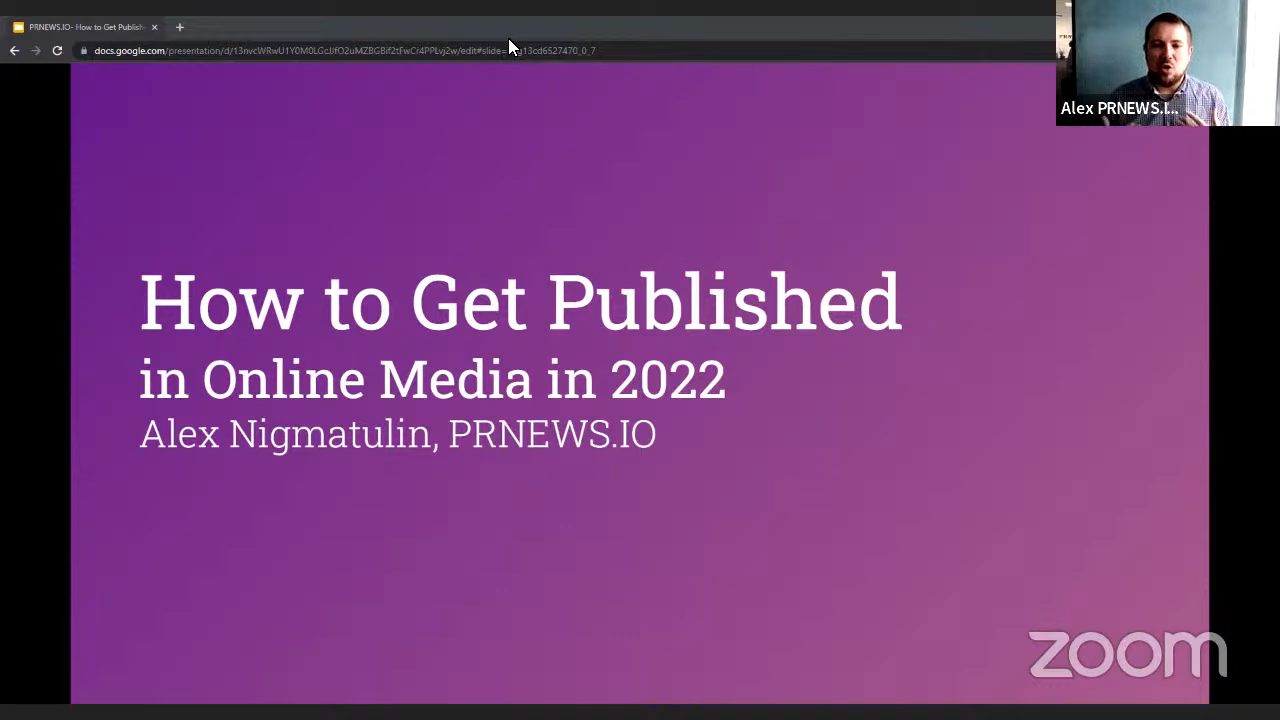 PRNEWS.IO- How to Get Publish
docs.google.com/presentation/d/
Alex PRNEWS.I...
How to Get Published
in Online Media in 2022
Alex Nigmatulin, PRNEWS.IO
zoom